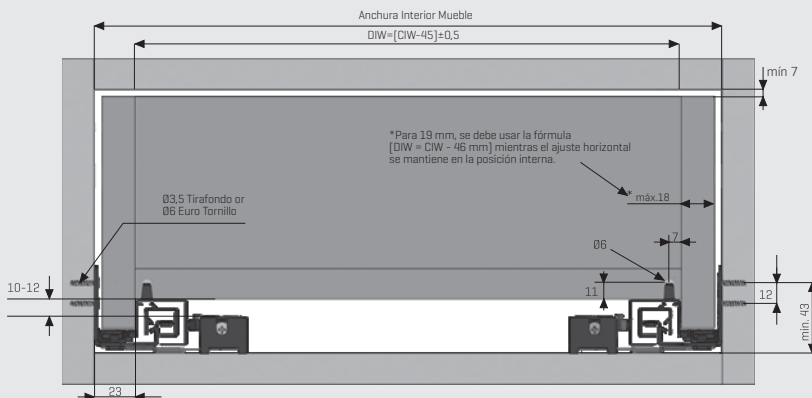 Anchura Interior Mueble
DIW=[CIW-45]±0,5
mín 7
*Para 19 mm, se debe usar la fórmula
[DIW = CIW - 46 mm] mientras el ajuste horizontal
se mantiene en la posición interna.
* máx.18
Ø3,5 Tirafondo or
Ø6 Euro Tornillo
7
Ø6
10-12
11
12
min. 43
23